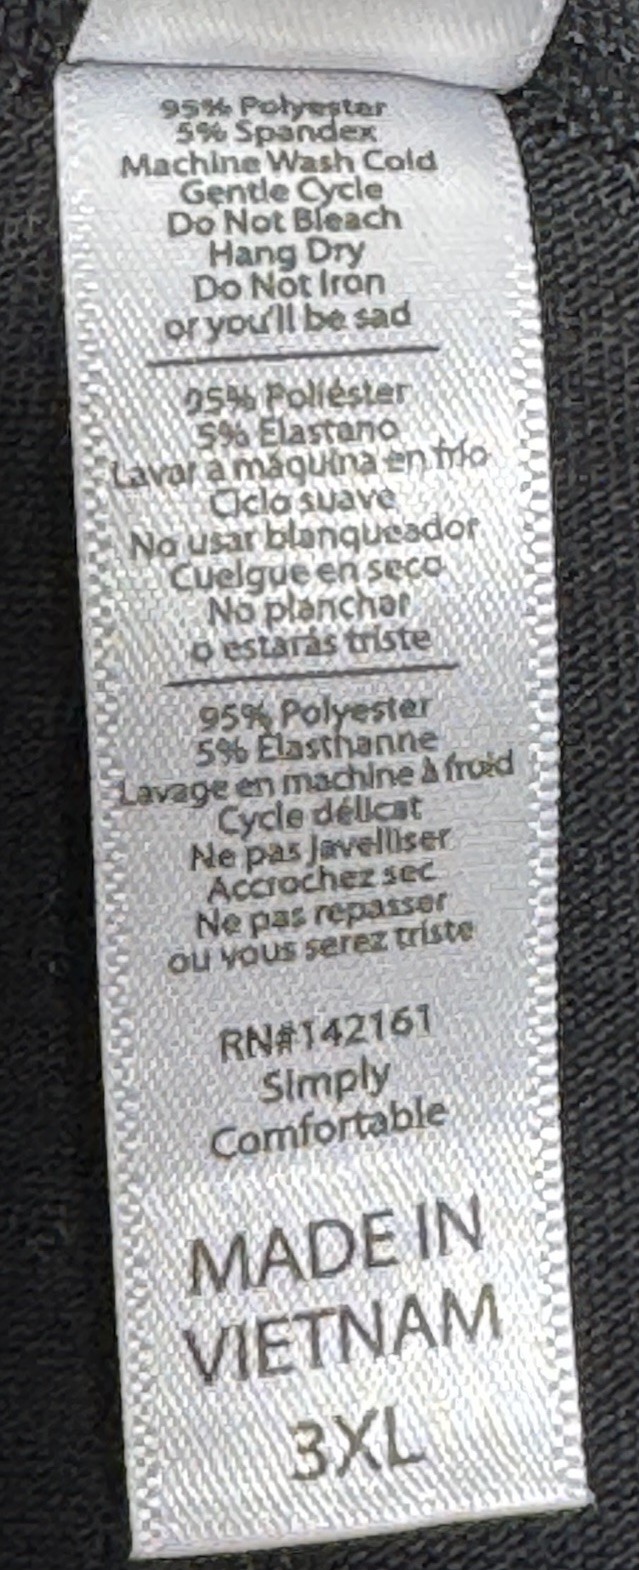 95% Polyester
5% Spandex
Machine Wash Cold
Gentle Cycle
Do Not Bleach
Hang Dry
Do Not Iron
or you'll be sad
95% Poliéster
5% Elastano
Lavar a máquina en frío
Ciclo suave
No usar blanqueador
Cuelgue en seco
No planchar
o estarás triste
95% Polyester
5% Élasthanne
Lavage en machine à froid
Cycle délicat
Ne pas Javelliser
Accrochez sec
Ne pas repasser
ou vous serez triste
RN#142161
Simply
Comfortable
MADE IN
VIETNAM
3XL